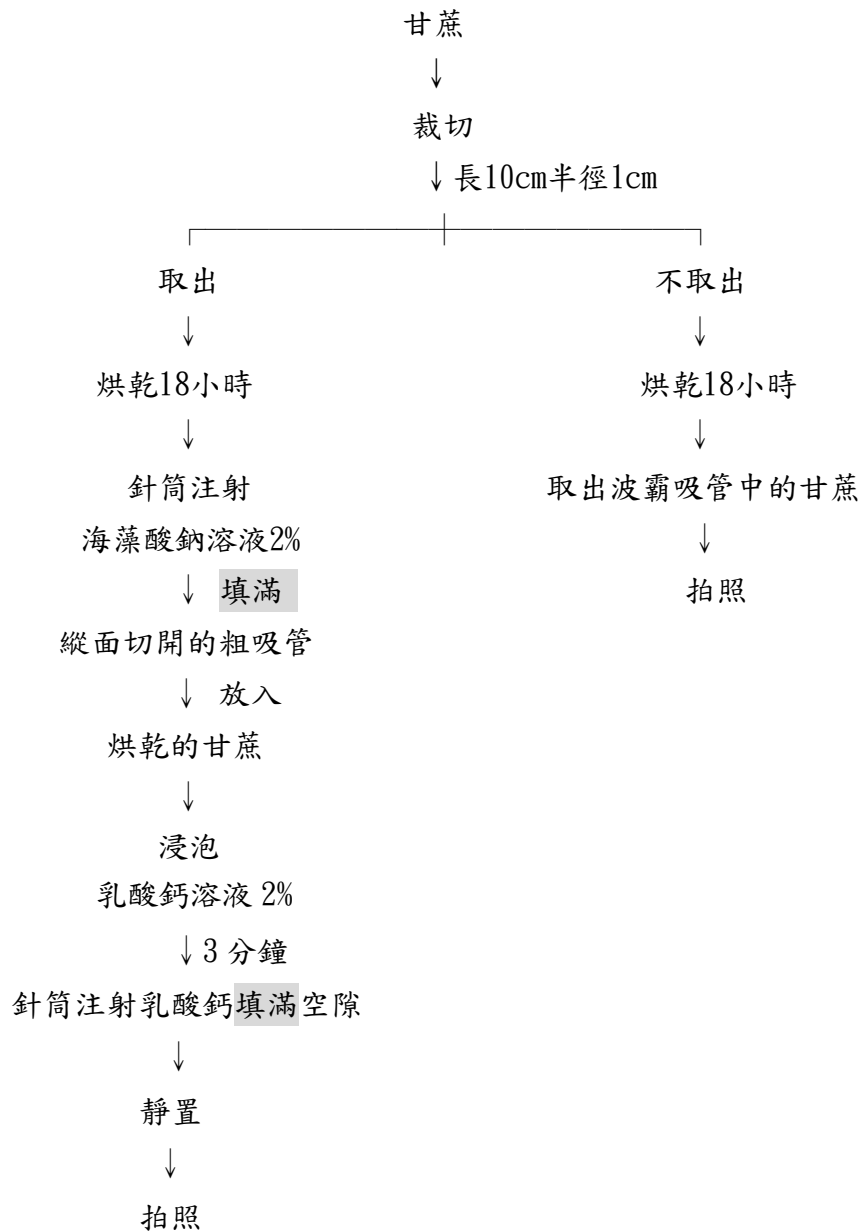 甘蔗
↓
裁切
↓長10cm半徑1cm
取出
↓
烘乾18小時
↓
針筒注射
海藻酸鈉溶液2%
↓ 填滿
縱面切開的粗吸管
↓ 放入
烘乾的甘蔗
↓
浸泡
乳酸鈣溶液 2%
↓3 分鐘
針筒注射乳酸鈣填滿空隙
↓
靜置
↓
拍照
不取出
↓
烘乾18小時
↓
取出波霸吸管中的甘蔗
↓
拍照